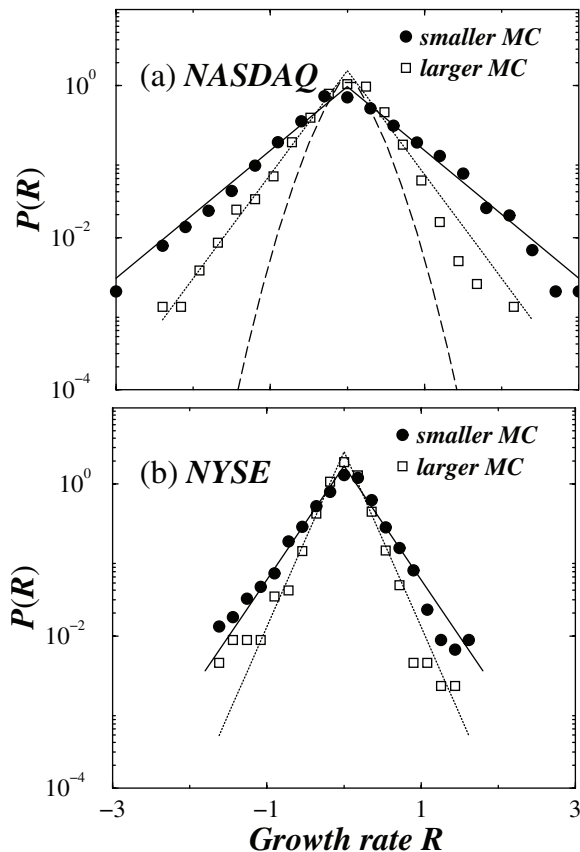 smaller MC
larger MC
(a) NASDAQ
10^0
10^-2
10^-4
P(R)
smaller MC
larger MC
(b) NYSE
10^0
10^-2
10^-4
P(R)
−3 −1 1 3
Growth rate R